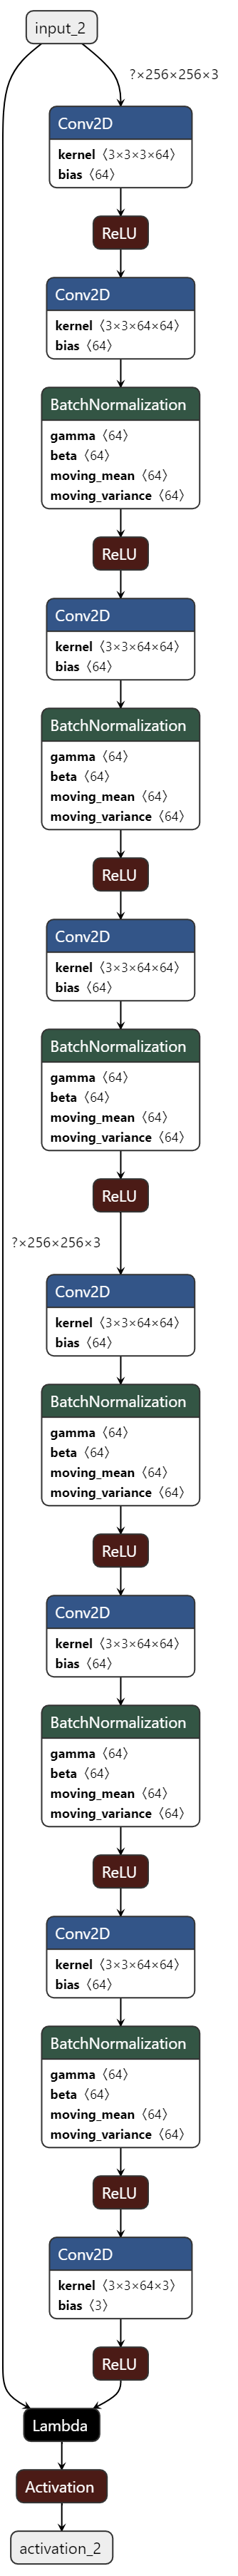 input_2
?×256×256×3
Conv2D
kernel〈3×3×3×64〉
bias〈64〉
ReLU
Conv2D
kernel〈3×3×64×64〉
bias〈64〉
BatchNormalization
gamma〈64〉
beta〈64〉
moving_mean〈64〉
moving_variance〈64〉
ReLU
Conv2D
kernel〈3×3×64×64〉
bias〈64〉
BatchNormalization
gamma〈64〉
beta〈64〉
moving_mean〈64〉
moving_variance〈64〉
ReLU
Conv2D
kernel〈3×3×64×64〉
bias〈64〉
BatchNormalization
gamma〈64〉
beta〈64〉
moving_mean〈64〉
moving_variance〈64〉
ReLU
?×256×256×3
Conv2D
kernel〈3×3×64×64〉
bias〈64〉
BatchNormalization
gamma〈64〉
beta〈64〉
moving_mean〈64〉
moving_variance〈64〉
ReLU
Conv2D
kernel〈3×3×64×64〉
bias〈64〉
BatchNormalization
gamma〈64〉
beta〈64〉
moving_mean〈64〉
moving_variance〈64〉
ReLU
Conv2D
kernel〈3×3×64×64〉
bias〈64〉
BatchNormalization
gamma〈64〉
beta〈64〉
moving_mean〈64〉
moving_variance〈64〉
ReLU
Conv2D
kernel〈3×3×64×3〉
bias〈3〉
ReLU
Lambda
Activation
activation_2